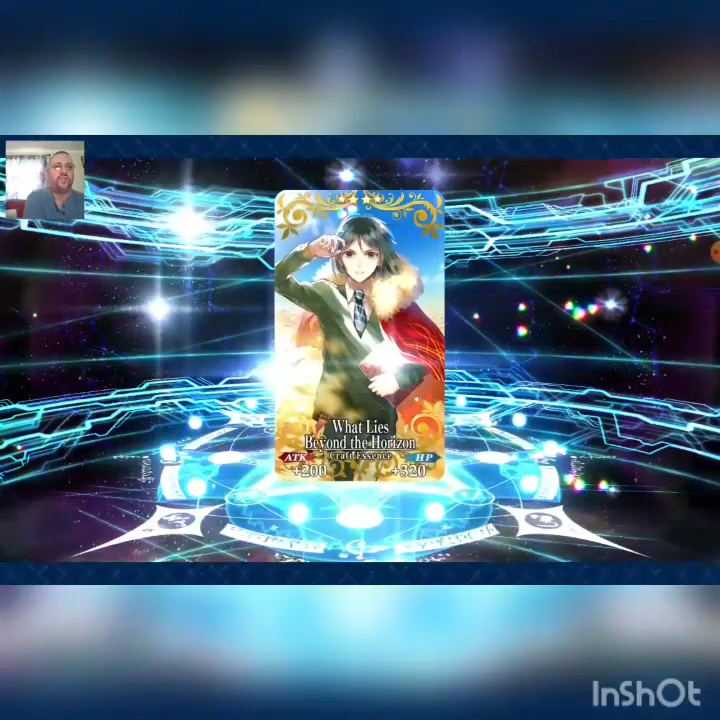 What Lies
Beyond the Horizon
ATK Craft Essence HP
+200 +320
InShOt